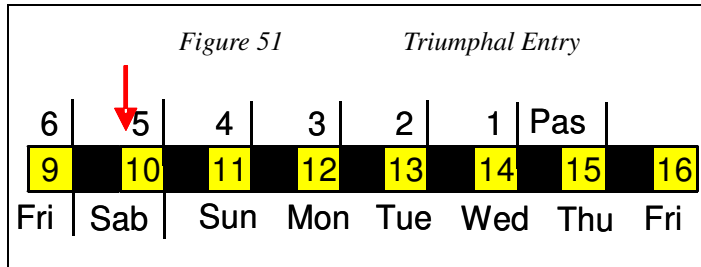 Figure 51 Triumphal Entry
6 5 4 3 2 1 Pas
9 10 11 12 13 14 15 16
Fri Sab Sun Mon Tue Wed Thu Fri